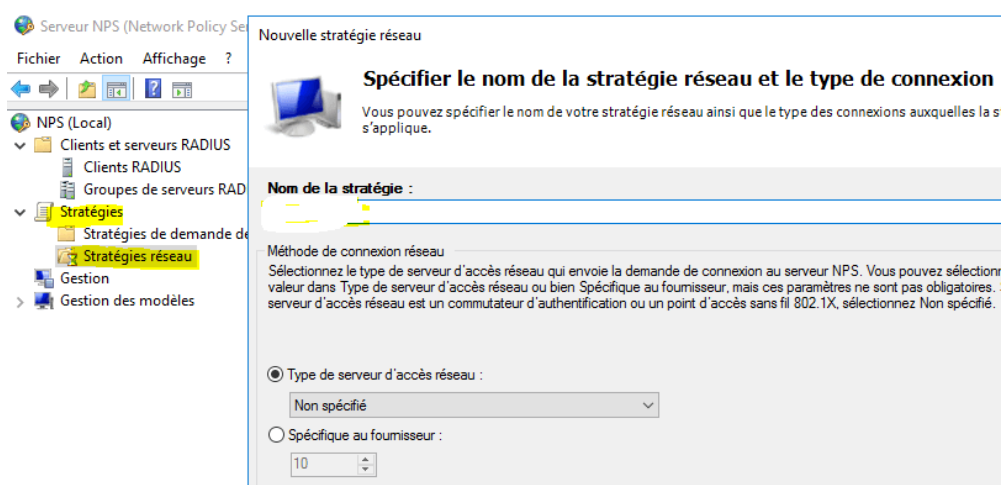 Serveur NPS (Network Policy Se
Fichier Action Affichage ?
NPS (Local)
Clients et serveurs RADIUS
Clients RADIUS
Groupes de serveurs RAD
Stratégies
Stratégies de demande de
Stratégies réseau
Gestion
Gestion des modèles
Nouvelle stratégie réseau
Spécifier le nom de la stratégie réseau et le type de connexion
Vous pouvez spécifier le nom de votre stratégie réseau ainsi que le type des connexions auxquelles la s
s'applique.
Nom de la stratégie :
Méthode de connexion réseau
Sélectionnez le type de serveur d'accès réseau qui envoie la demande de connexion au serveur NPS. Vous pouvez sélectionn
valeur dans Type de serveur d'accès réseau ou bien Spécifique au fournisseur, mais ces paramètres ne sont pas obligatoires.
serveur d'accès réseau est un commutateur d'authentification ou un point d'accès sans fil 802.1X, sélectionnez Non spécifié.
Type de serveur d'accès réseau :
Non spécifié
Spécifique au fournisseur :
10